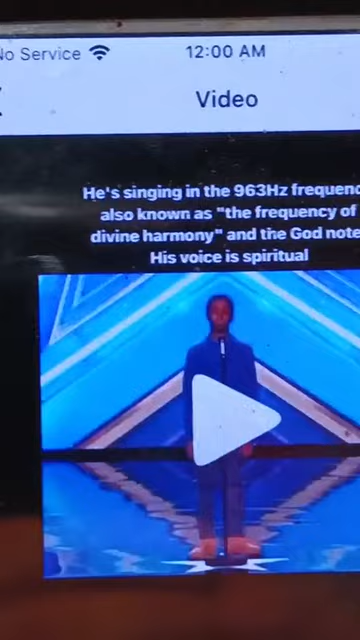 No Service 12:00 AM
Video
He's singing in the 963Hz frequenc
also known as "the frequency of
divine harmony" and the God note
His voice is spiritual